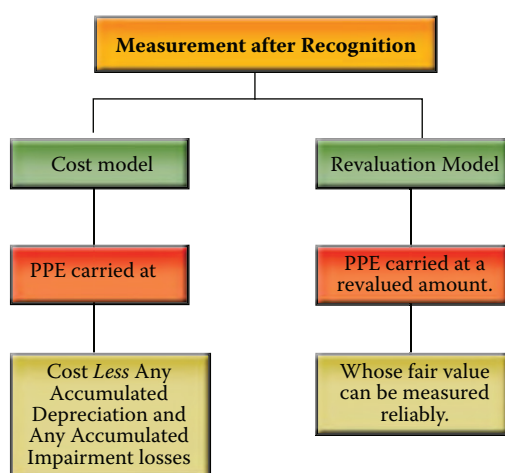 Measurement after Recognition
Cost model
Revaluation Model
PPE carried at
PPE carried at a
revalued amount.
Cost Less Any
Accumulated
Depreciation and
Any Accumulated
Impairment losses
Whose fair value
can be measured
reliably.